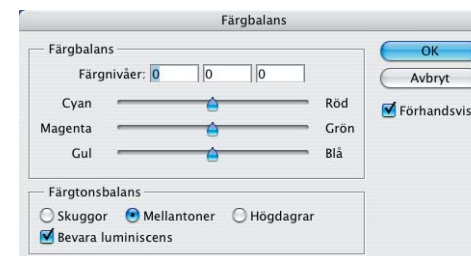 Färgbalans
Färgbalans
Färgnivåer: 0 0 0
Cyan Röd
Magenta Grön
Gul Blå
Färgtonsbalans
Skuggor Mellantoner Högdagrar
Bevara luminiscens
OK
Avbryt
Förhandsvis